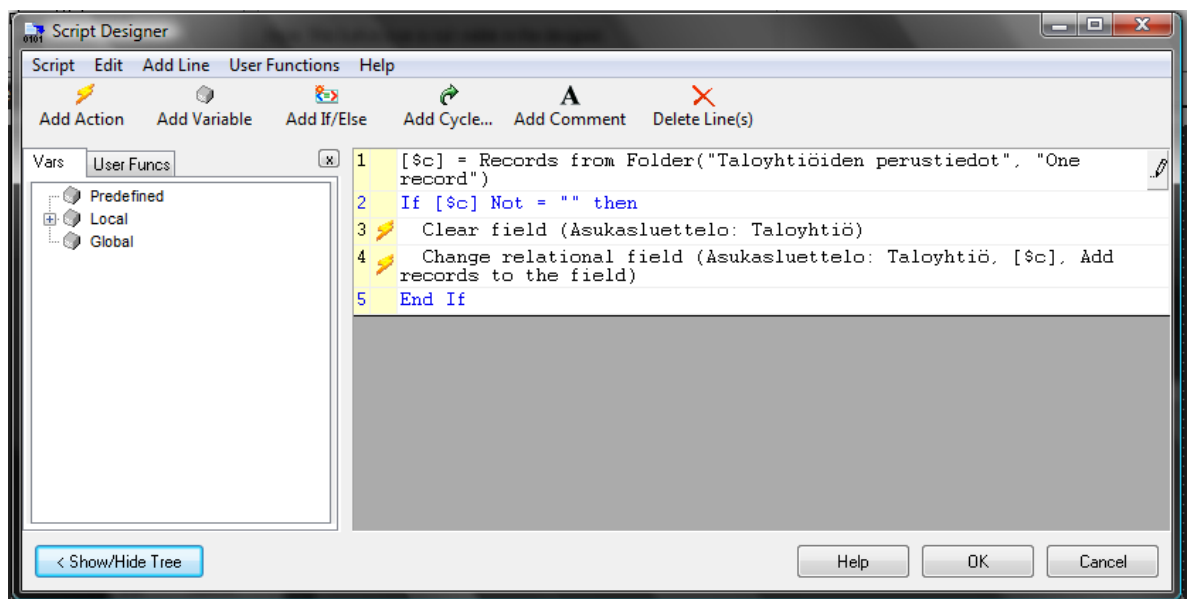 0101
Script Designer
Script Edit Add Line User Functions Help
Add Action Add Variable Add If/Else Add Cycle... A Add Comment Delete Line(s)
Vars User Funcs x
Predefined
Local
Global
1 [$c] = Records from Folder("Taloyhtiöiden perustiedot", "One
record")
2 If [$c] Not = "" then
3 Clear field (Asukasluettelo: Taloyhtiö)
4 Change relational field (Asukasluettelo: Taloyhtiö, [$c], Add
records to the field)
5 End If
< Show/Hide Tree Help OK Cancel